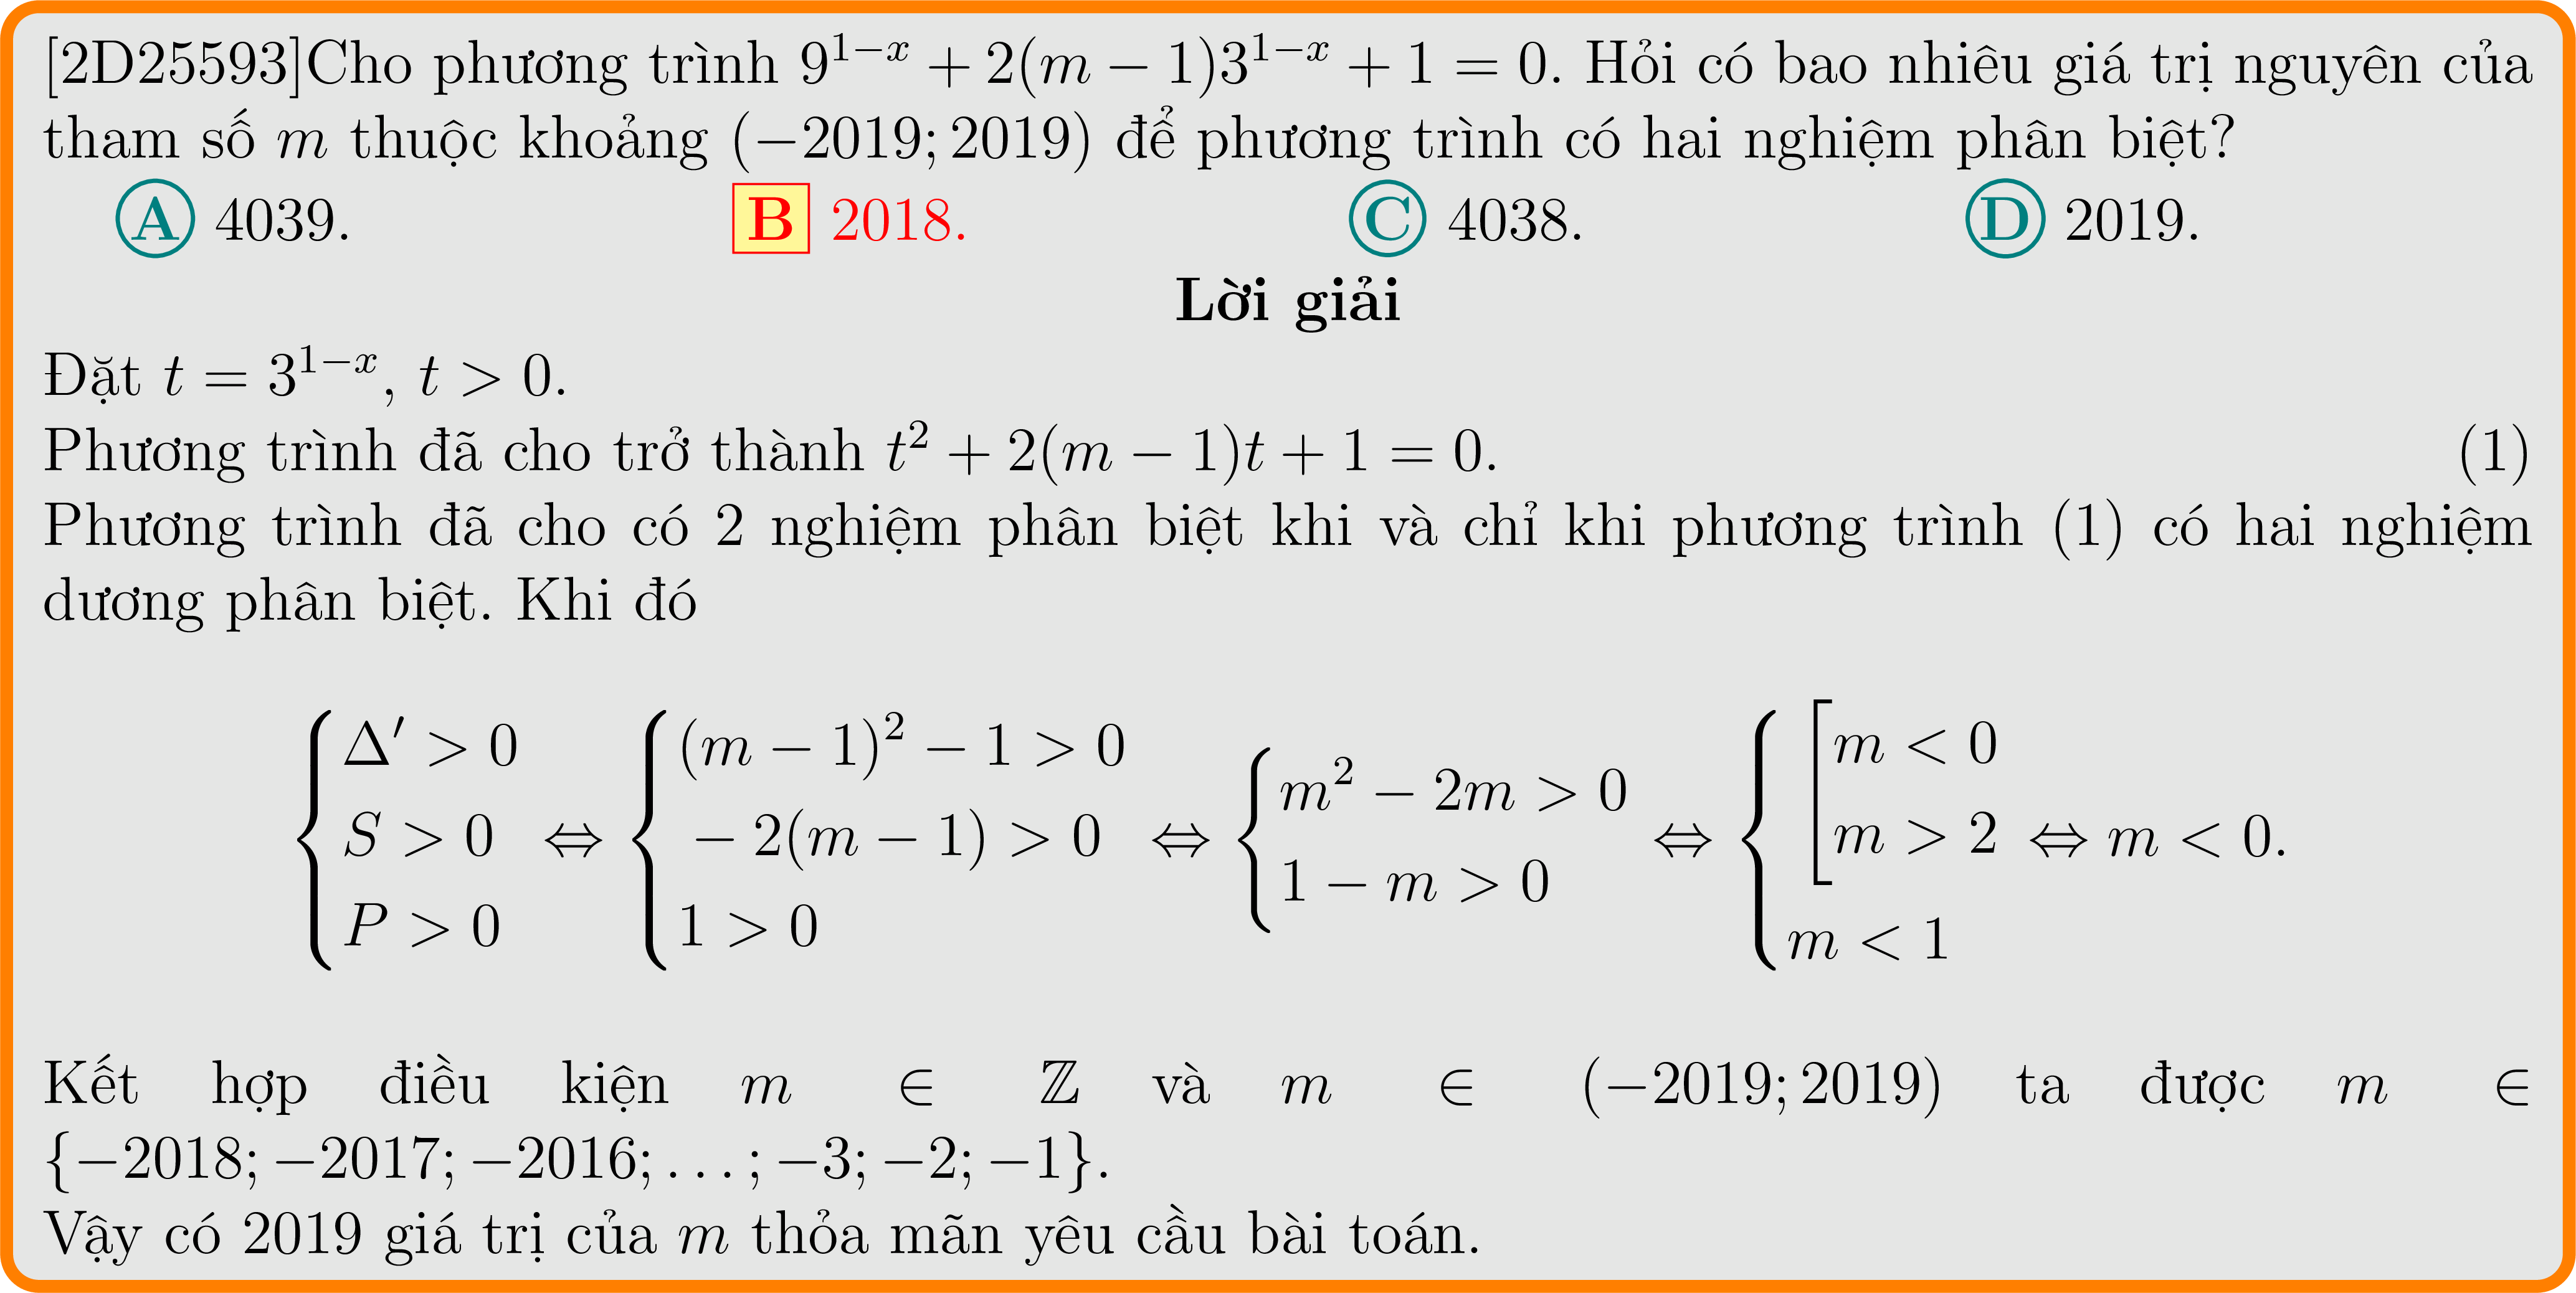 [2D25593]Cho phương trình $9^{1-x} + 2(m-1)3^{1-x} + 1 = 0$. Hỏi có bao nhiêu giá trị nguyên của
tham số $m$ thuộc khoảng $(-2019; 2019)$ để phương trình có hai nghiệm phân biệt?
A 4039. B 2018. C 4038. D 2019.
Lời giải
Đặt $t = 3^{1-x}$, $t > 0$.
Phương trình đã cho trở thành $t^2 + 2(m-1)t + 1 = 0$. (1)
Phương trình đã cho có 2 nghiệm phân biệt khi và chỉ khi phương trình (1) có hai nghiệm
dương phân biệt. Khi đó
$\begin{cases} \Delta' > 0 \\ S > 0 \\ P > 0 \end{cases} \Leftrightarrow \begin{cases} (m-1)^2 - 1 > 0 \\ -2(m-1) > 0 \\ 1 > 0 \end{cases} \Leftrightarrow \begin{cases} m^2 - 2m > 0 \\ 1 - m > 0 \end{cases} \Leftrightarrow \begin{cases} \left[\begin{array}{l} m < 0 \\ m > 2 \end{array}\right. \\ m < 1 \end{cases} \Leftrightarrow m < 0.$
Kết hợp điều kiện $m \in \mathbb{Z}$ và $m \in (-2019; 2019)$ ta được $m \in$
$\{-2018; -2017; -2016; \ldots; -3; -2; -1\}$.
Vậy có 2019 giá trị của $m$ thỏa mãn yêu cầu bài toán.